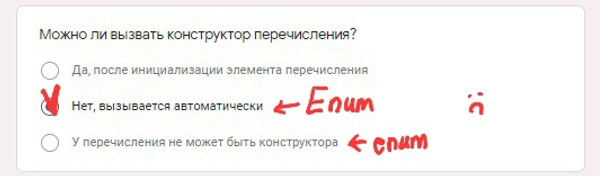 Можно ли вызвать конструктор перечисления?
Да, после инициализации элемента перечисления
Нет, вызывается автоматически ← Enum :(
У перечисления не может быть конструктора ← enum